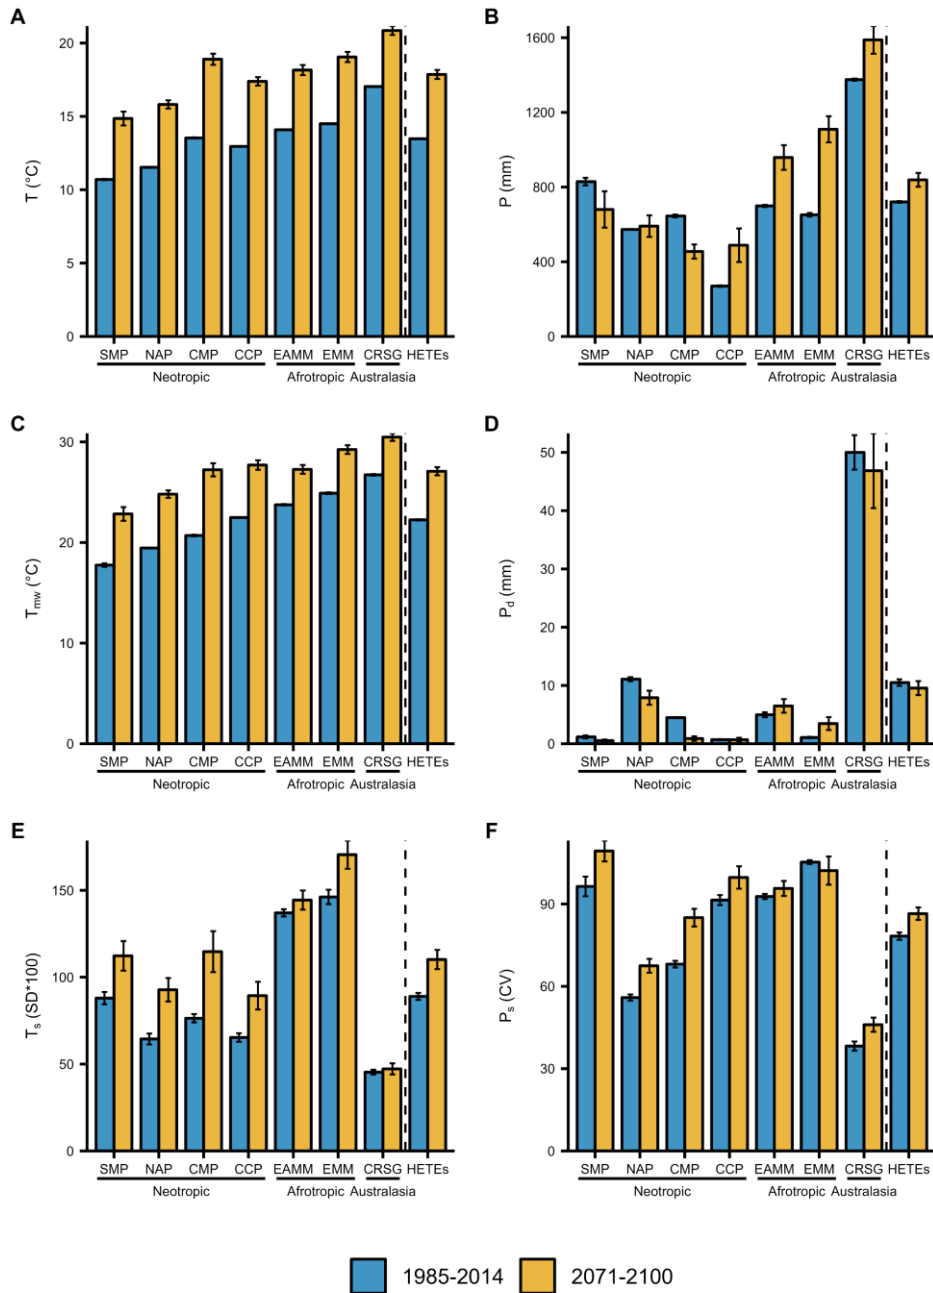 A
T (°C)
20
15
10
5
0
SMP NAP CMP CCP EAMM EMM CRSG HETEs
Neotropic Afrotropic Australasia
B
P (mm)
1600
1200
800
400
0
SMP NAP CMP CCP EAMM EMM CRSG HETEs
Neotropic Afrotropic Australasia
C
Tmw (°C)
30
20
10
0
SMP NAP CMP CCP EAMM EMM CRSG HETEs
Neotropic Afrotropic Australasia
D
Pd (mm)
50
40
30
20
10
0
SMP NAP CMP CCP EAMM EMM CRSG HETEs
Neotropic Afrotropic Australasia
E
Ts (SD*100)
150
100
50
0
SMP NAP CMP CCP EAMM EMM CRSG HETEs
Neotropic Afrotropic Australasia
F
Ps (CV)
90
60
30
0
SMP NAP CMP CCP EAMM EMM CRSG HETEs
Neotropic Afrotropic Australasia
1985-2014 2071-2100